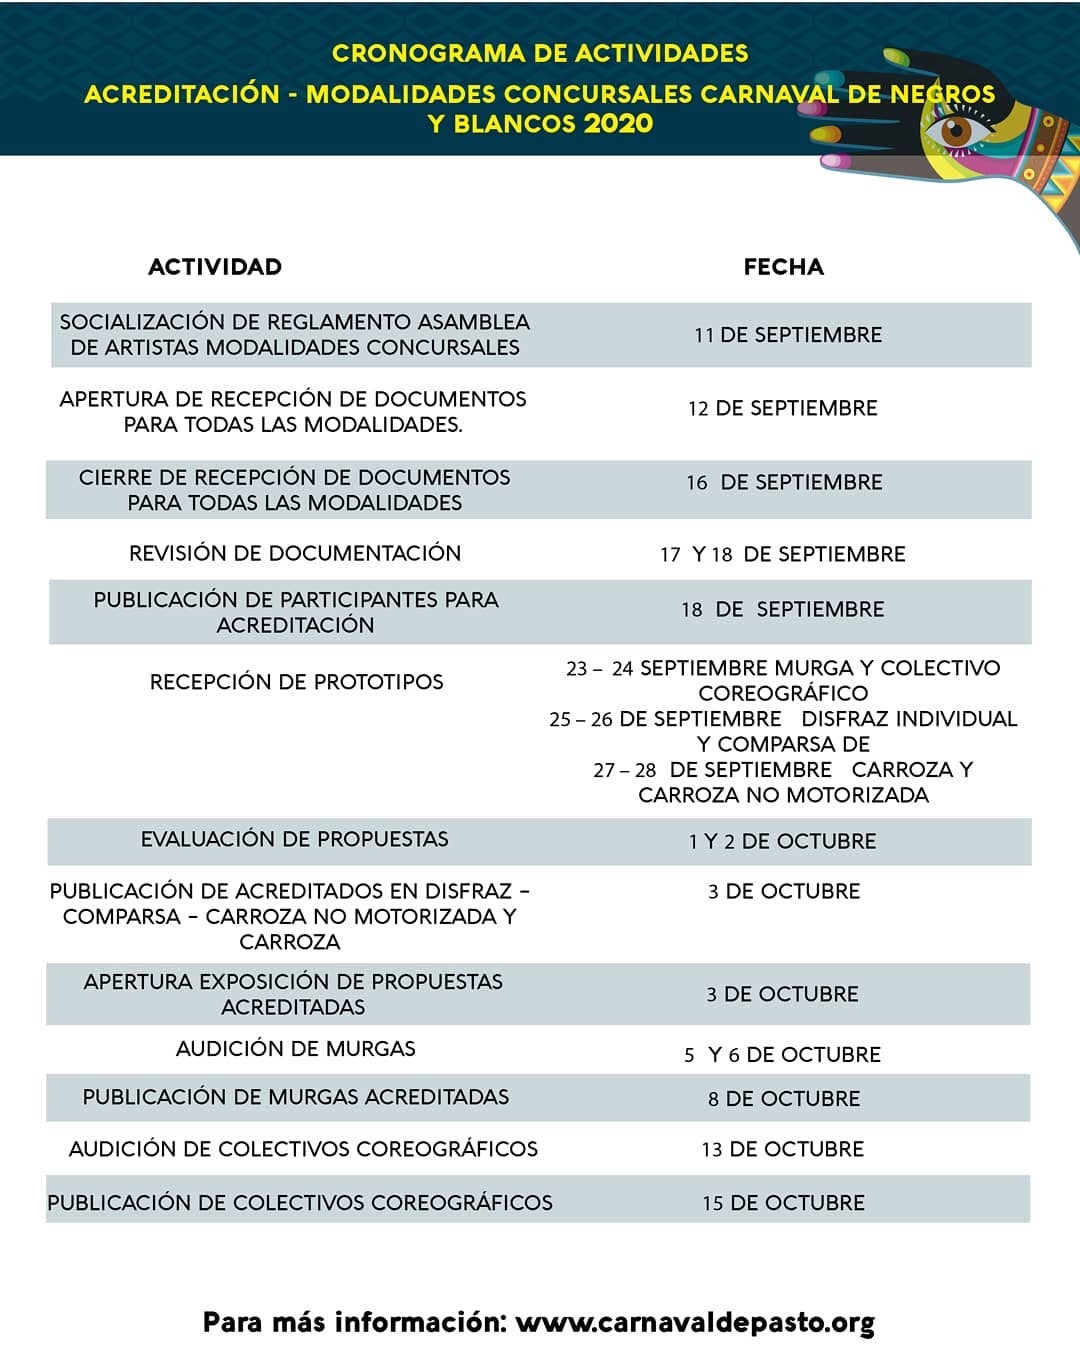 CRONOGRAMA DE ACTIVIDADES
ACREDITACIÓN - MODALIDADES CONCURSALES CARNAVAL DE NEGROS
Y BLANCOS 2020
ACTIVIDAD
FECHA
SOCIALIZACIÓN DE REGLAMENTO ASAMBLEA
DE ARTISTAS MODALIDADES CONCURSALES
11 DE SEPTIEMBRE
APERTURA DE RECEPCIÓN DE DOCUMENTOS
PARA TODAS LAS MODALIDADES.
12 DE SEPTIEMBRE
CIERRE DE RECEPCIÓN DE DOCUMENTOS
PARA TODAS LAS MODALIDADES
16 DE SEPTIEMBRE
REVISIÓN DE DOCUMENTACIÓN
17 Y 18 DE SEPTIEMBRE
PUBLICACIÓN DE PARTICIPANTES PARA
ACREDITACIÓN
18 DE SEPTIEMBRE
RECEPCIÓN DE PROTOTIPOS
23 – 24 SEPTIEMBRE MURGA Y COLECTIVO
COREOGRÁFICO
25 – 26 DE SEPTIEMBRE DISFRAZ INDIVIDUAL
Y COMPARSA DE
27 – 28 DE SEPTIEMBRE CARROZA Y
CARROZA NO MOTORIZADA
EVALUACIÓN DE PROPUESTAS
1 Y 2 DE OCTUBRE
PUBLICACIÓN DE ACREDITADOS EN DISFRAZ -
COMPARSA - CARROZA NO MOTORIZADA Y
CARROZA
3 DE OCTUBRE
APERTURA EXPOSICIÓN DE PROPUESTAS
ACREDITADAS
3 DE OCTUBRE
AUDICIÓN DE MURGAS
5 Y 6 DE OCTUBRE
PUBLICACIÓN DE MURGAS ACREDITADAS
8 DE OCTUBRE
AUDICIÓN DE COLECTIVOS COREOGRÁFICOS
13 DE OCTUBRE
PUBLICACIÓN DE COLECTIVOS COREOGRÁFICOS
15 DE OCTUBRE
Para más información: www.carnavaldepasto.org